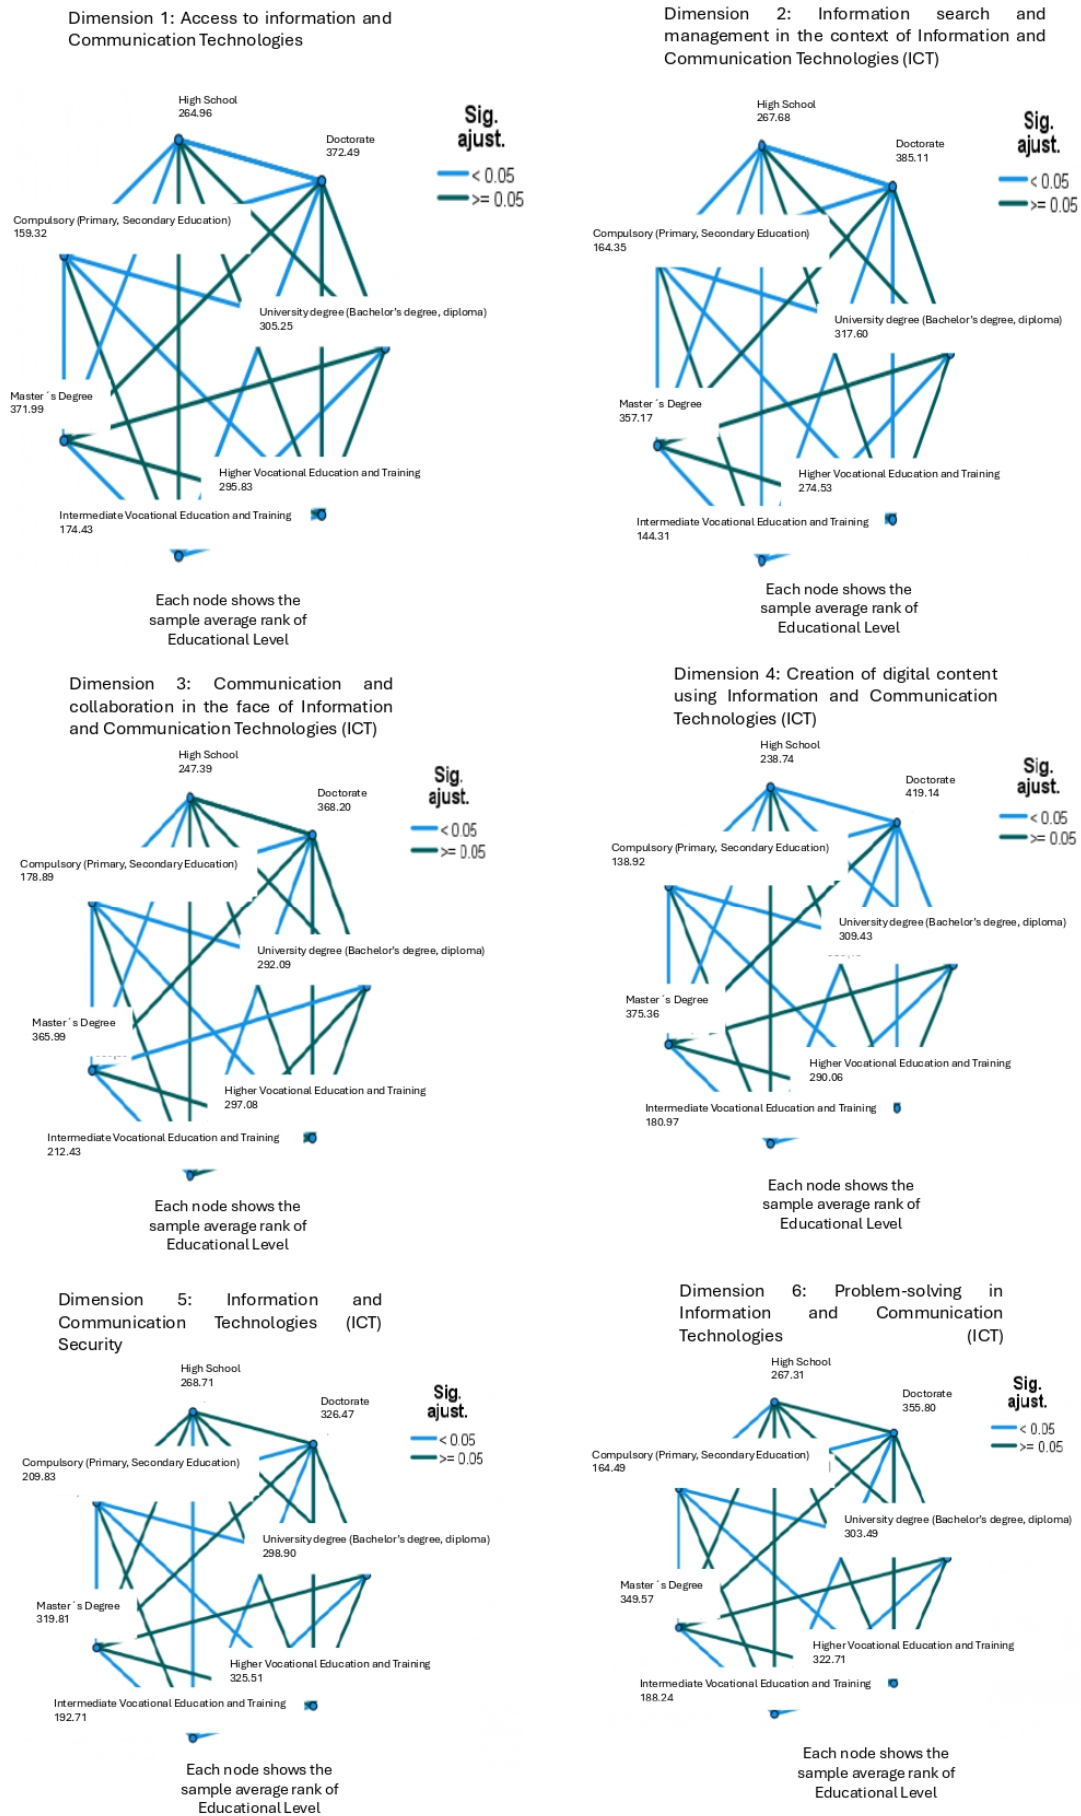 Dimension 1: Access to information and
Communication Technologies
High School
264.96
Doctorate
372.49
Sig.
ajust.
< 0.05
>= 0.05
Compulsory (Primary, Secondary Education)
159.32
University degree (Bachelor's degree, diploma)
305.25
Master´s Degree
371.99
Higher Vocational Education and Training
295.83
Intermediate Vocational Education and Training
174.43
Each node shows the
sample average rank of
Educational Level
Dimension 2: Information search and
management in the context of Information and
Communication Technologies (ICT)
High School
267.68
Doctorate
385.11
Sig.
ajust.
< 0.05
>= 0.05
Compulsory (Primary, Secondary Education)
164.35
University degree (Bachelor's degree, diploma)
317.60
Master´s Degree
357.17
Higher Vocational Education and Training
274.53
Intermediate Vocational Education and Training
144.31
Each node shows the
sample average rank of
Educational Level
Dimension 3: Communication and
collaboration in the face of Information
and Communication Technologies (ICT)
High School
247.39
Doctorate
368.20
Sig.
ajust.
< 0.05
>= 0.05
Compulsory (Primary, Secondary Education)
178.89
University degree (Bachelor's degree, diploma)
292.09
Master´s Degree
365.99
Higher Vocational Education and Training
297.08
Intermediate Vocational Education and Training
212.43
Each node shows the
sample average rank of
Educational Level
Dimension 4: Creation of digital content
using Information and Communication
Technologies (ICT)
High School
238.74
Doctorate
419.14
Sig.
ajust.
< 0.05
>= 0.05
Compulsory (Primary, Secondary Education)
138.92
University degree (Bachelor's degree, diploma)
309.43
Master´s Degree
375.36
Higher Vocational Education and Training
290.06
Intermediate Vocational Education and Training
180.97
Each node shows the
sample average rank of
Educational Level
Dimension 5: Information and
Communication Technologies (ICT)
Security
High School
268.71
Doctorate
326.47
Sig.
ajust.
< 0.05
>= 0.05
Compulsory (Primary, Secondary Education)
209.83
University degree (Bachelor's degree, diploma)
298.90
Master´s Degree
319.81
Higher Vocational Education and Training
325.51
Intermediate Vocational Education and Training
192.71
Each node shows the
sample average rank of
Educational Level
Dimension 6: Problem-solving in
Information and Communication
Technologies (ICT)
High School
267.31
Doctorate
355.80
Sig.
ajust.
< 0.05
>= 0.05
Compulsory (Primary, Secondary Education)
164.49
University degree (Bachelor's degree, diploma)
303.49
Master´s Degree
349.57
Higher Vocational Education and Training
322.71
Intermediate Vocational Education and Training
188.24
Each node shows the
sample average rank of
Educational Level